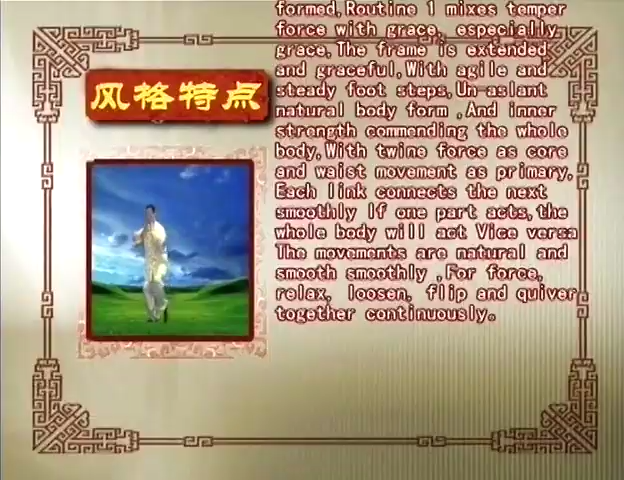 风格特点
formed,Routine 1 mixes temper
force with grace, especially
grace,The frame is extended
and graceful,With agile and
steady foot steps,Un-aslant
natural body form ,And inner
strength commending the whole
body,With twine force as core
and waist movement as primary,
Each link connects the next
smoothly If one part acts,the
whole body will act Vice versa
The movements are natural and
smooth smoothly ,For force,
relax, loosen, flip and quiver
together continuously。